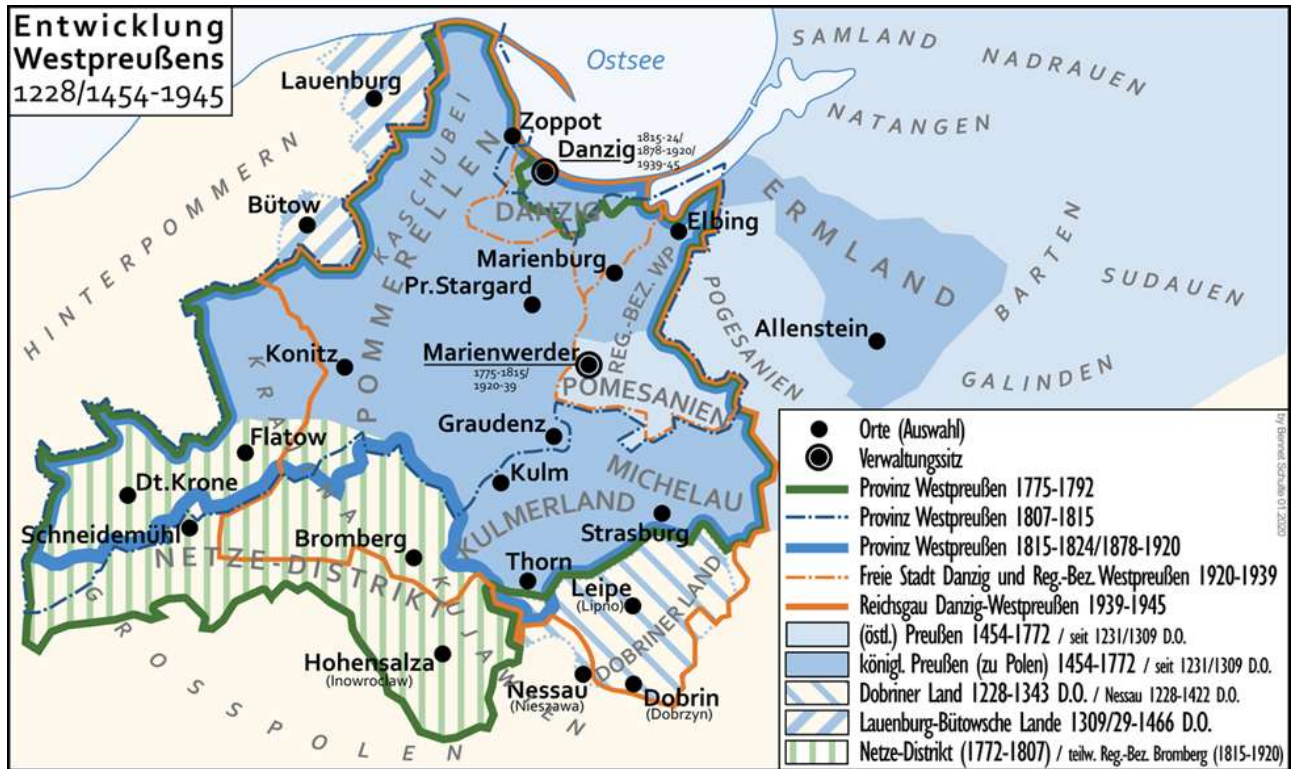 Entwicklung
Westpreußens
1228/1454-1945
Ostsee
SAMLAND
NADRAUEN
NATANGEN
Lauenburg
Zoppot
Danzig
1815-24/
1878-1920/
1939-45
KASCHUBEI
POMMERELLEN
HINTERPOMMERN
Bütow
DANZIG
Elbing
ERMLAND
BARTEN
SUDAUEN
Marienburg
Pr.Stargard
REG.-BEZ. WP
POGESANIEN
Allenstein
GALINDEN
Konitz
Marienwerder
1775-1815/
1920-39
POMESANIEN
KRAJNA
Graudenz
Flatow
Kulm
MICHELAU
KULMERLAND
Dt.Krone
Strasburg
Schneidemühl
Bromberg
NETZE-DISTRIKT
Thorn
Leipe
(Lipno)
DOBRINER LAND
KUJAWIEN
Hohensalza
(Inowrocław)
Nessau
(Nieszawa)
Dobrin
(Dobrzyn)
GROSSPOLEN
Orte (Auswahl)
Verwaltungssitz
Provinz Westpreußen 1775-1792
Provinz Westpreußen 1807-1815
Provinz Westpreußen 1815-1824/1878-1920
Freie Stadt Danzig und Reg.-Bez. Westpreußen 1920-1939
Reichsgau Danzig-Westpreußen 1939-1945
(östl.) Preußen 1454-1772 / seit 1231/1309 D.O.
königl. Preußen (zu Polen) 1454-1772 / seit 1231/1309 D.O.
Dobriner Land 1228-1343 D.O. / Nessau 1228-1422 D.O.
Lauenburg-Bütowsche Lande 1309/29-1466 D.O.
Netze-Distrikt (1772-1807) / teilw. Reg.-Bez. Bromberg (1815-1920)
by Bennet Schulte 01.2020